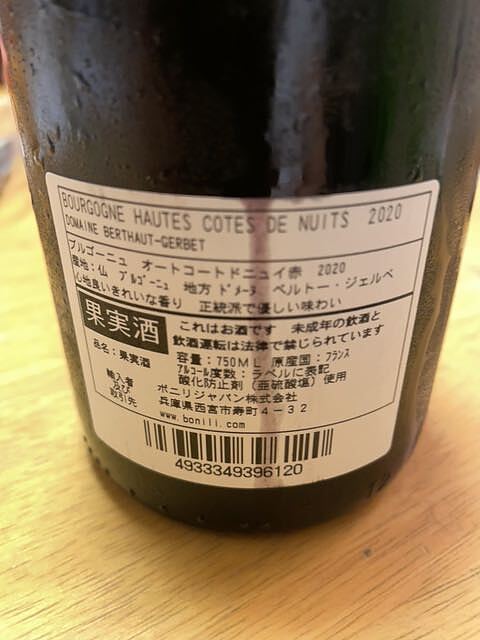 BOURGOGNE HAUTES COTES DE NUITS 2020
DOMAINE BERTHAUT-GERBET
ブルゴーニュ オートコートドニュイ赤 2020
産地:仏 ブルゴーニュ 地方 ドメーヌ ベルトー・ジェルベ
心地良いきれいな香り 正統派で優しい味わい
果実酒
これはお酒です 未成年の飲酒と
飲酒運転は法律で禁じられています
品名:果実酒
容量:750ML 原産国:フランス
アルコール度数:ラベルに表記
酸化防止剤(亜硫酸塩)使用
輸入者
及び
取引先
ボニリジャパン株式会社
兵庫県西宮市寿町4-32
www.bonili.com
4933349396120